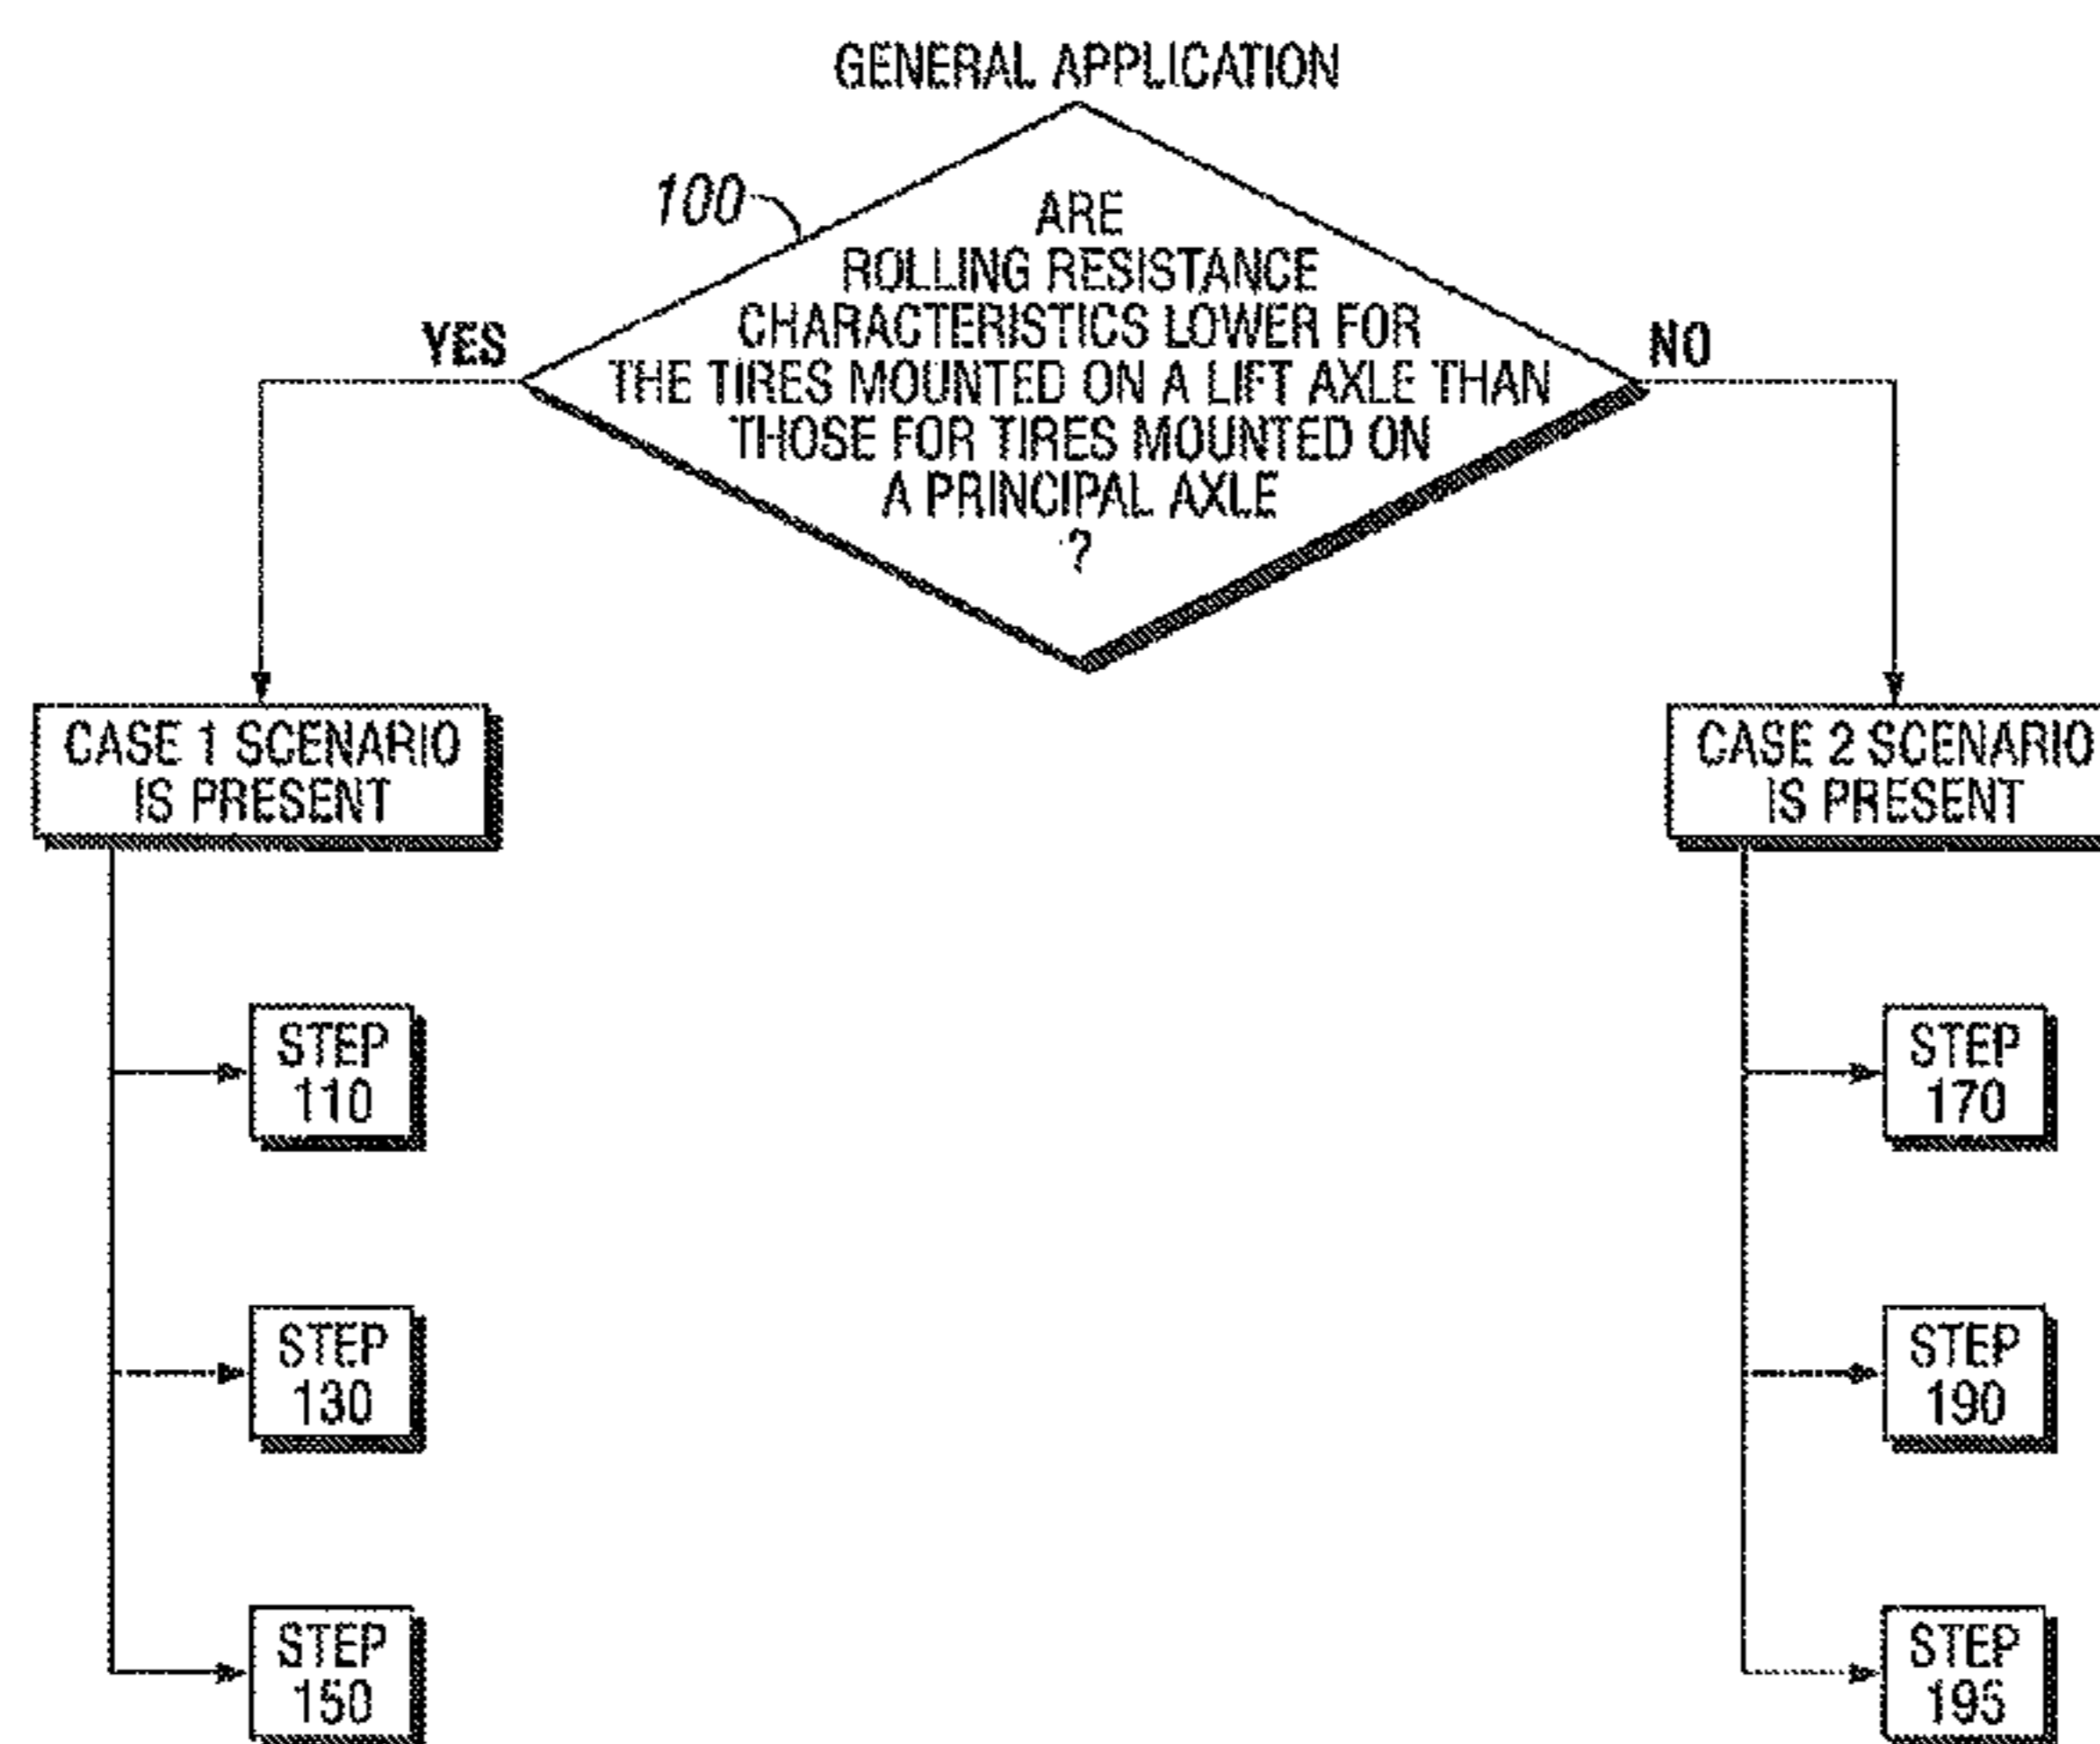 GENERAL APPLICATION
100
ARE
ROLLING RESISTANCE
CHARACTERISTICS LOWER FOR
THE TIRES MOUNTED ON A LIFT AXLE THAN
THOSE FOR TIRES MOUNTED ON
A PRINCIPAL AXLE
?
YES
NO
CASE 1 SCENARIO
IS PRESENT
CASE 2 SCENARIO
IS PRESENT
STEP
110
STEP
170
STEP
130
STEP
190
STEP
150
STEP
195